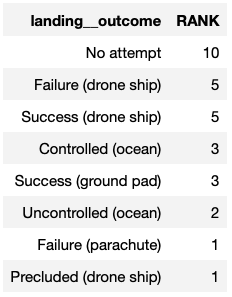 landing__outcome RANK
No attempt 10
Failure (drone ship) 5
Success (drone ship) 5
Controlled (ocean) 3
Success (ground pad) 3
Uncontrolled (ocean) 2
Failure (parachute) 1
Precluded (drone ship) 1